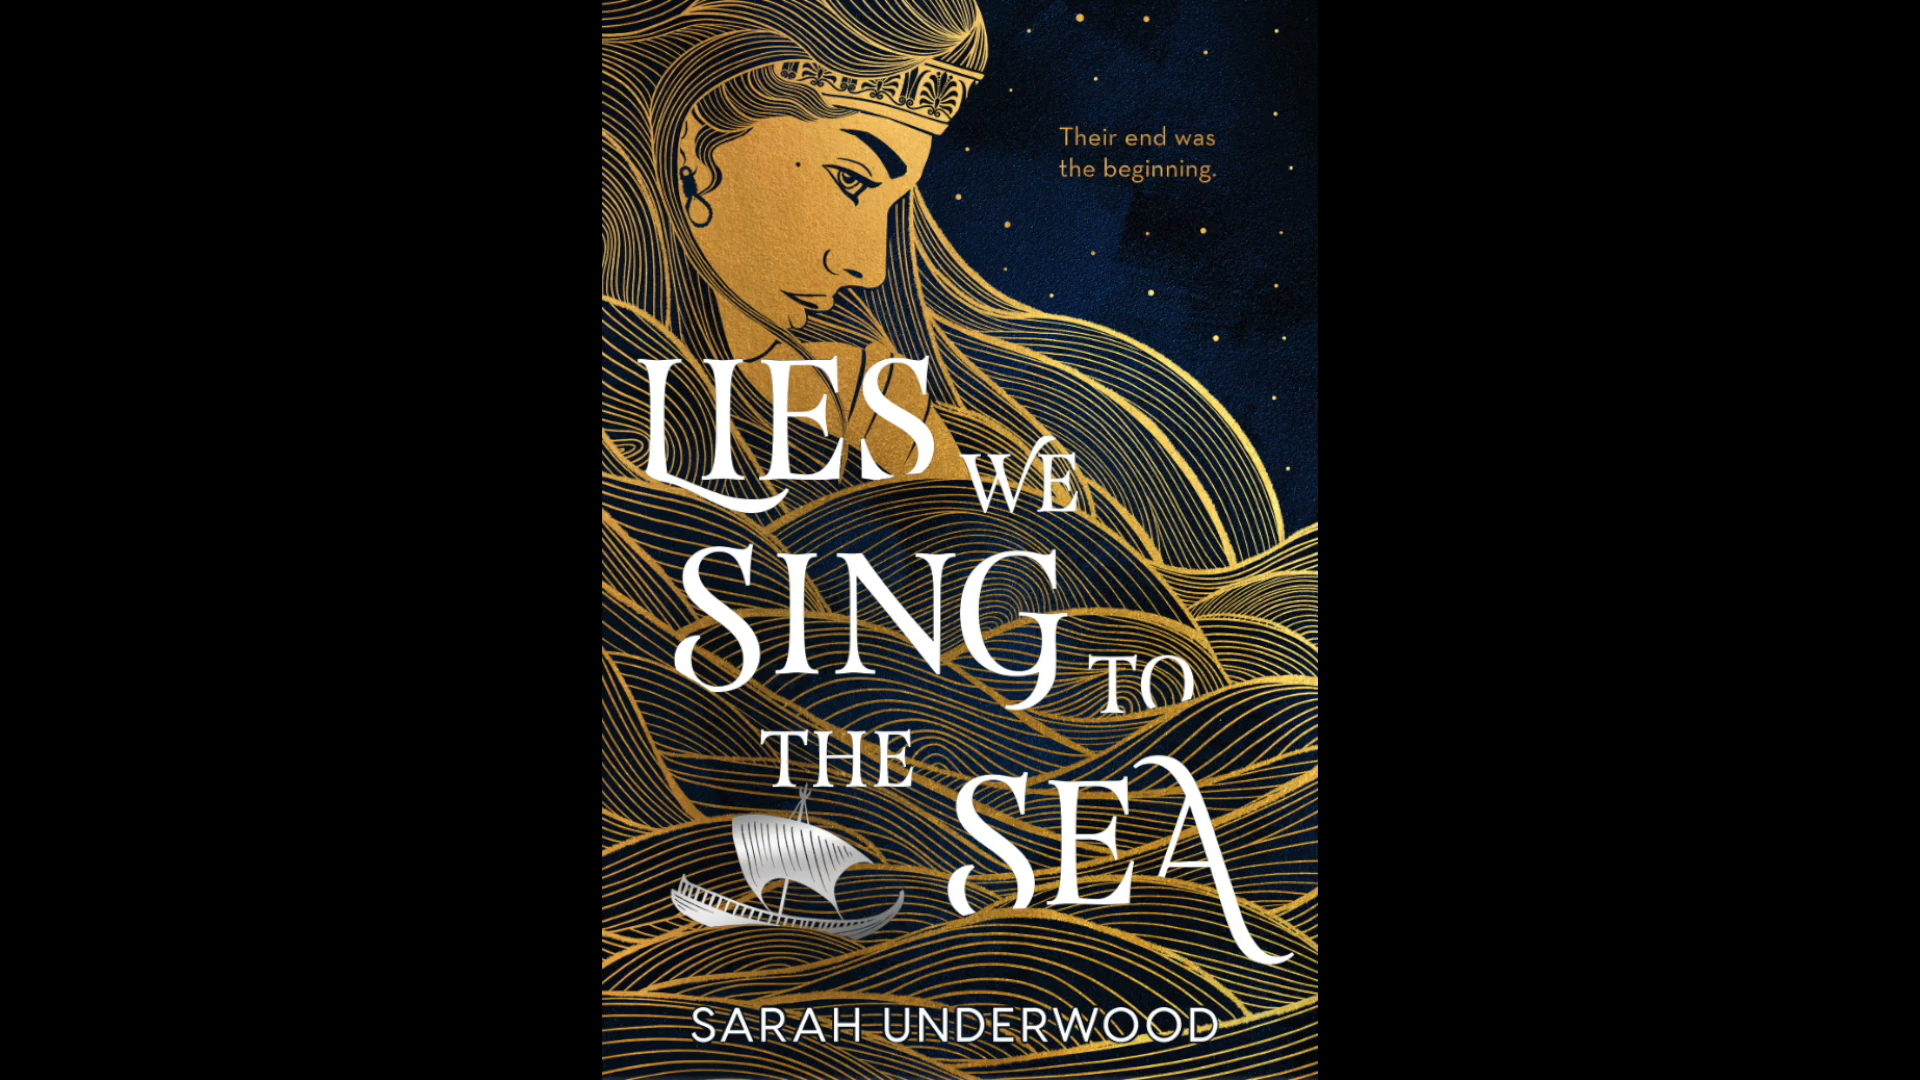 Their end was
the beginning.
LIES
WE
SING
TO
THE
SEA
SARAH UNDERWOOD